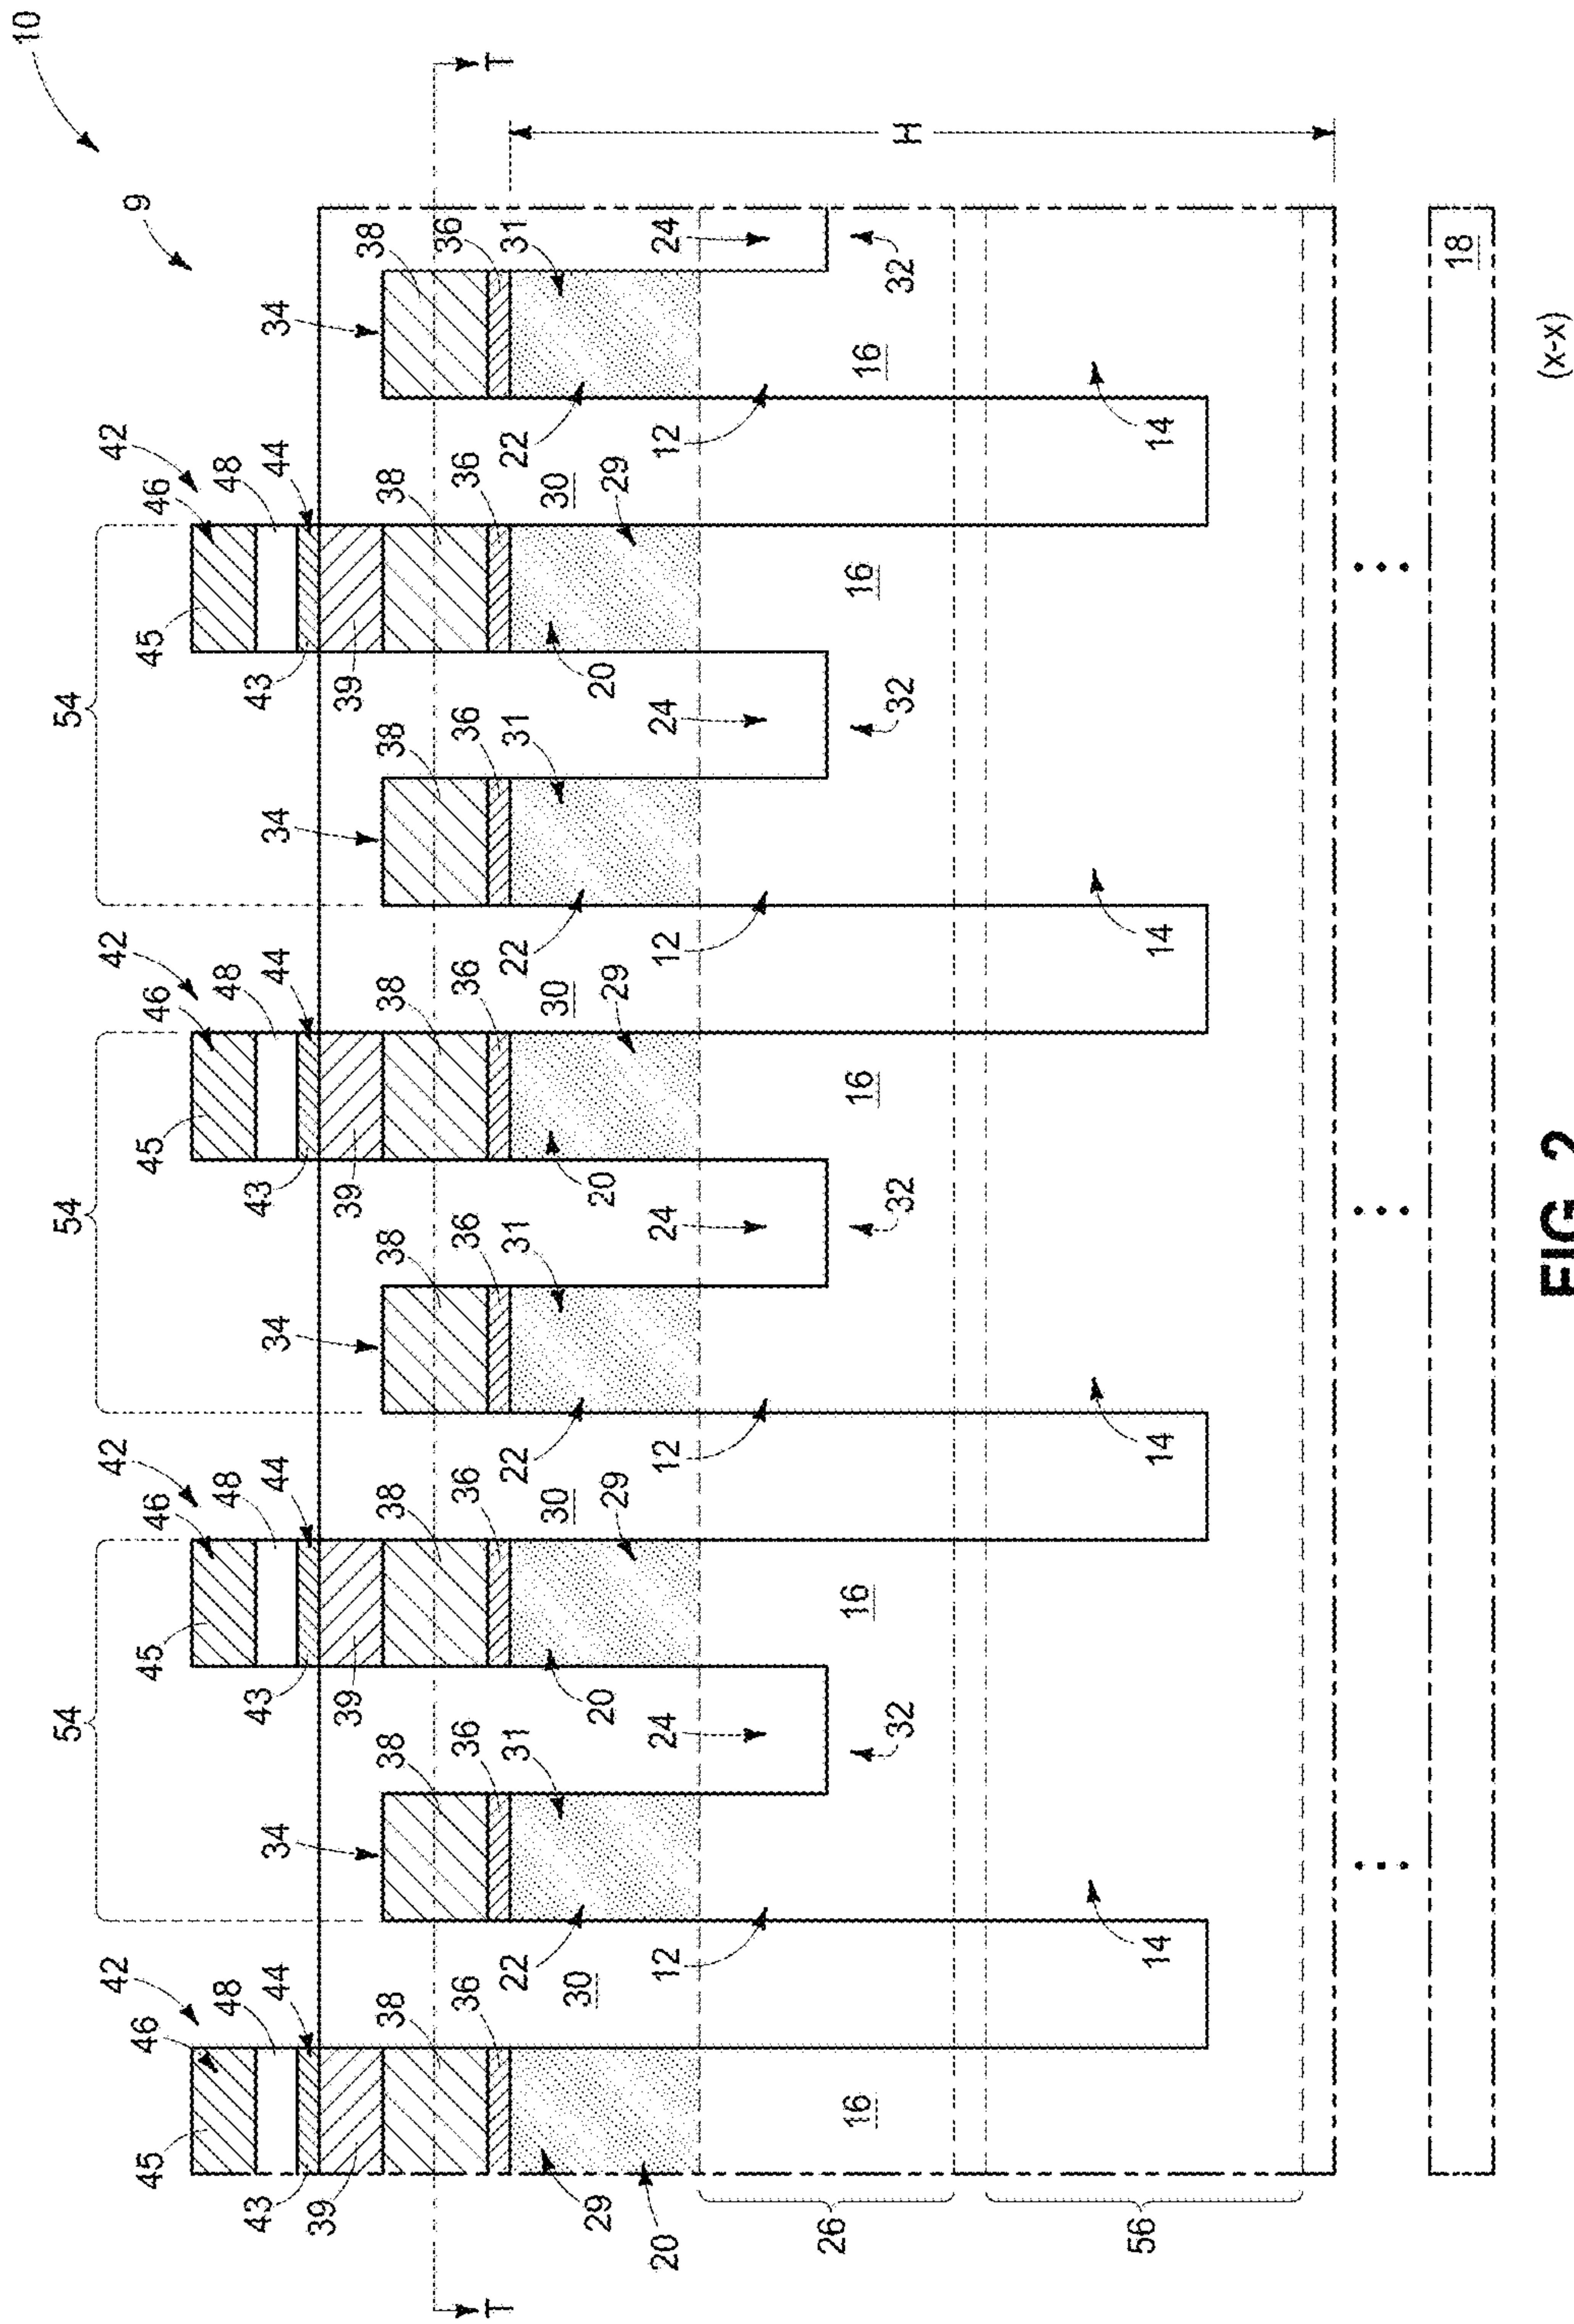 10
54 54 54
42 42 42 42
9
45 46 45 46 45 46 45 46
48 48 48 48
43 44 34 43 44 34 43 44 34 43 44 34
39 39 39 39
38 38 38 38 38 38 38 38
36 36 36 36 36 36 36 36
T 22 31 22 31 22 31 22 31 T
30 30 30 30
29 20 29 20 29 20 29
20 12 24 12 24 12 24 12 24
26 16 16 16 16 16
32 32 32 32 H
56 14 14 14 14
18
(x-x)
FIG. 2